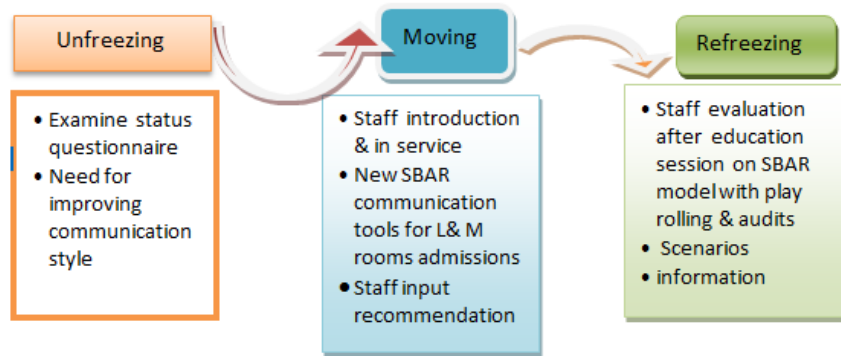 Unfreezing
• Examine status
questionnaire
• Need for
improving
communication
style
Moving
• Staff introduction
& in service
• New SBAR
communication
tools for L& M
rooms admissions
• Staff input
recommendation
Refreezing
• Staff evaluation
after education
session on SBAR
model with play
rolling & audits
• Scenarios
• information